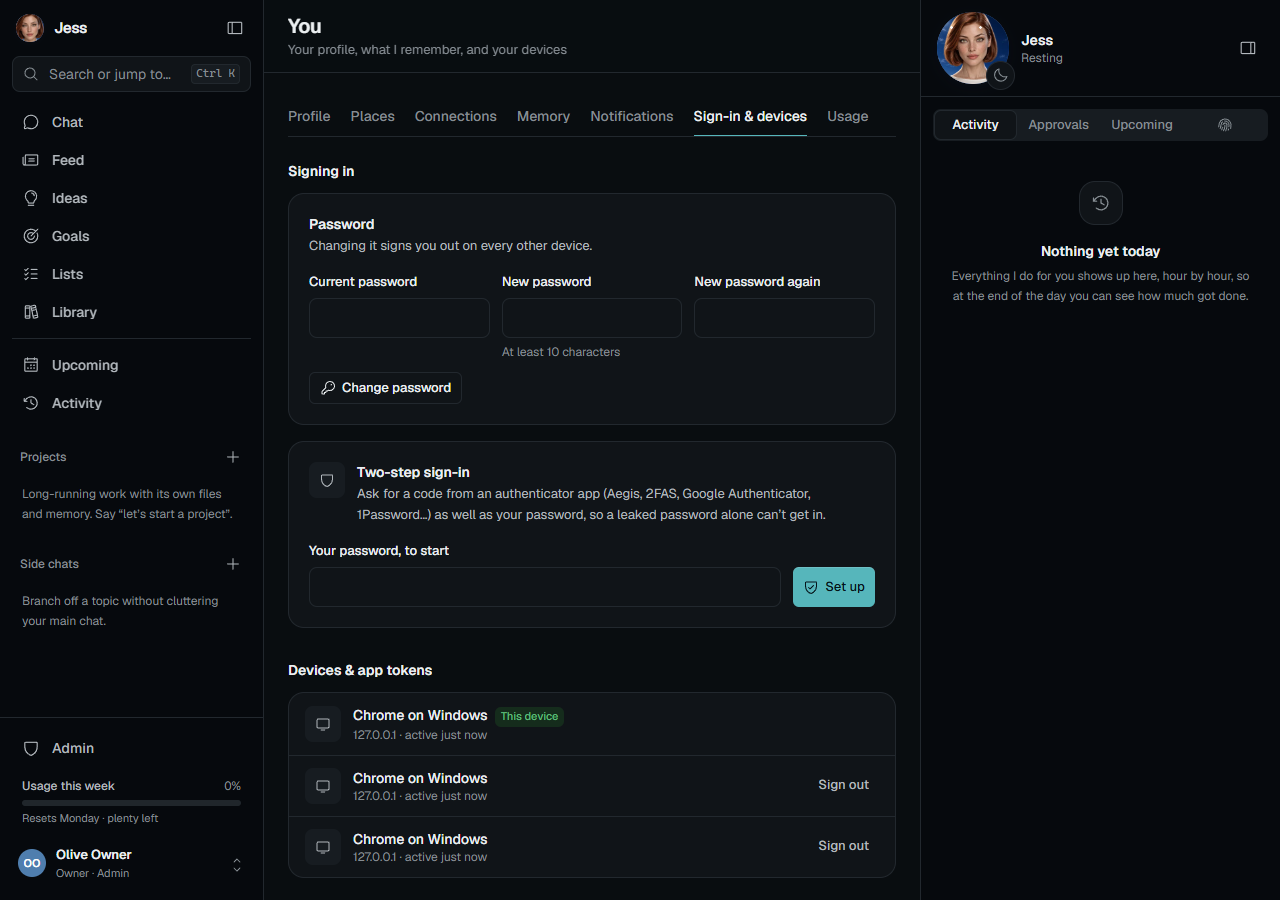 Jess
Search or jump to...
Ctrl K
Chat
Feed
Ideas
Goals
Lists
Library
Upcoming
Activity
Projects
Long-running work with its own files
and memory. Say “let’s start a project”.
Side chats
Branch off a topic without cluttering
your main chat.
Admin
Usage this week
0%
Resets Monday · plenty left
OO
Olive Owner
Owner · Admin
You
Your profile, what I remember, and your devices
Profile
Places
Connections
Memory
Notifications
Sign-in & devices
Usage
Signing in
Password
Changing it signs you out on every other device.
Current password
New password
New password again
At least 10 characters
Change password
Two-step sign-in
Ask for a code from an authenticator app (Aegis, 2FAS, Google Authenticator,
1Password…) as well as your password, so a leaked password alone can’t get in.
Your password, to start
Set up
Devices & app tokens
Chrome on Windows
This device
127.0.0.1 · active just now
Chrome on Windows
127.0.0.1 · active just now
Sign out
Chrome on Windows
127.0.0.1 · active just now
Sign out
Jess
Resting
Activity
Approvals
Upcoming
Nothing yet today
Everything I do for you shows up here, hour by hour, so
at the end of the day you can see how much got done.